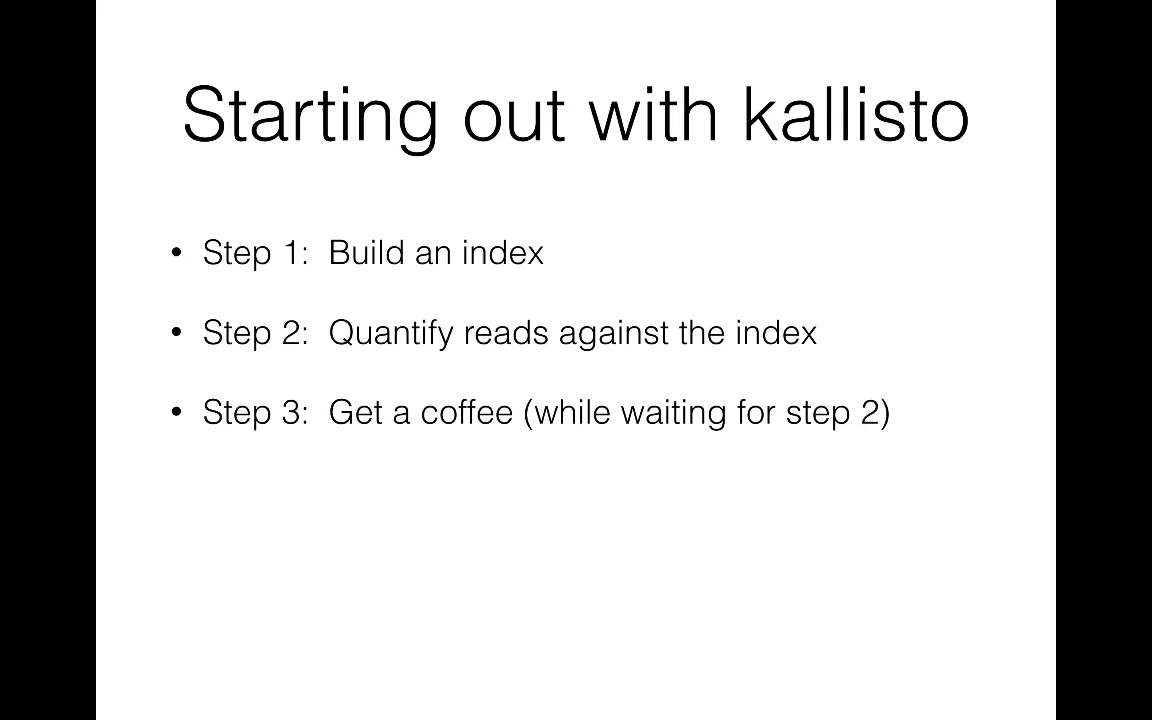 Starting out with kallisto
• Step 1: Build an index
• Step 2: Quantify reads against the index
• Step 3: Get a coffee (while waiting for step 2)